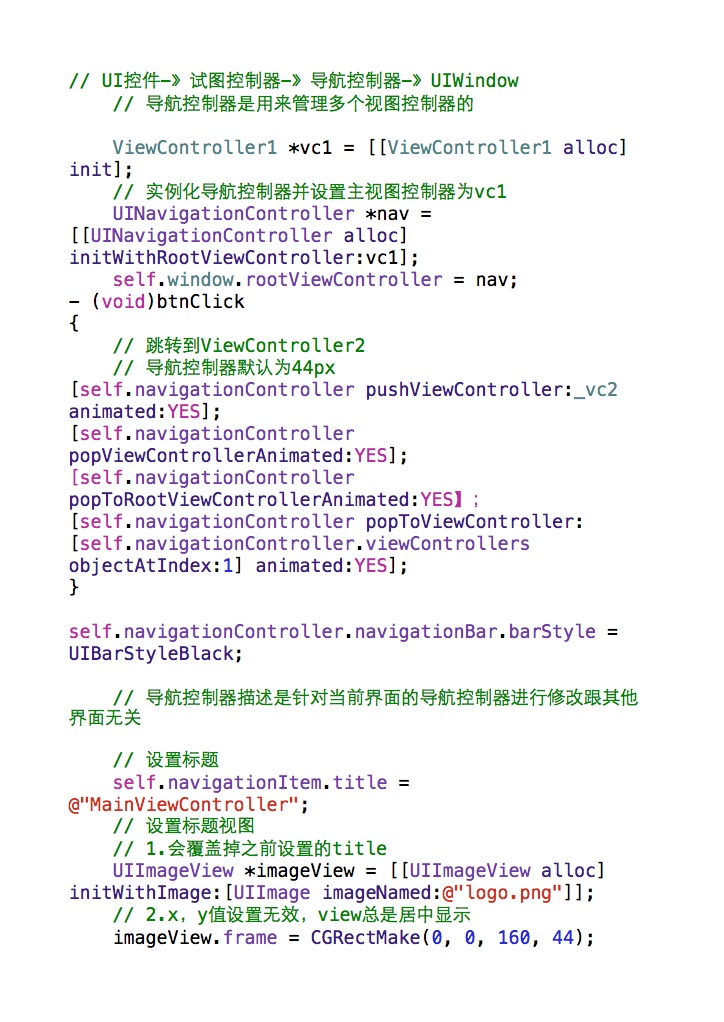 // UI控件-》试图控制器-》导航控制器-》UIWindow
// 导航控制器是用来管理多个视图控制器的
ViewController1 *vc1 = [[ViewController1 alloc]
init];
// 实例化导航控制器并设置主视图控制器为vc1
UINavigationController *nav =
[[UINavigationController alloc]
initWithRootViewController:vc1];
self.window.rootViewController = nav;
- (void)btnClick
{
// 跳转到ViewController2
// 导航控制器默认为44px
[self.navigationController pushViewController:_vc2
animated:YES];
[self.navigationController
popViewControllerAnimated:YES];
[self.navigationController
popToRootViewControllerAnimated:YES】；
[self.navigationController popToViewController:
[self.navigationController.viewControllers
objectAtIndex:1] animated:YES];
}
self.navigationController.navigationBar.barStyle =
UIBarStyleBlack;
// 导航控制器描述是针对当前界面的导航控制器进行修改跟其他
界面无关
// 设置标题
self.navigationItem.title =
@"MainViewController";
// 设置标题视图
// 1.会覆盖掉之前设置的title
UIImageView *imageView = [[UIImageView alloc]
initWithImage:[UIImage imageNamed:@"logo.png"]];
// 2.x，y值设置无效，view总是居中显示
imageView.frame = CGRectMake(0, 0, 160, 44);